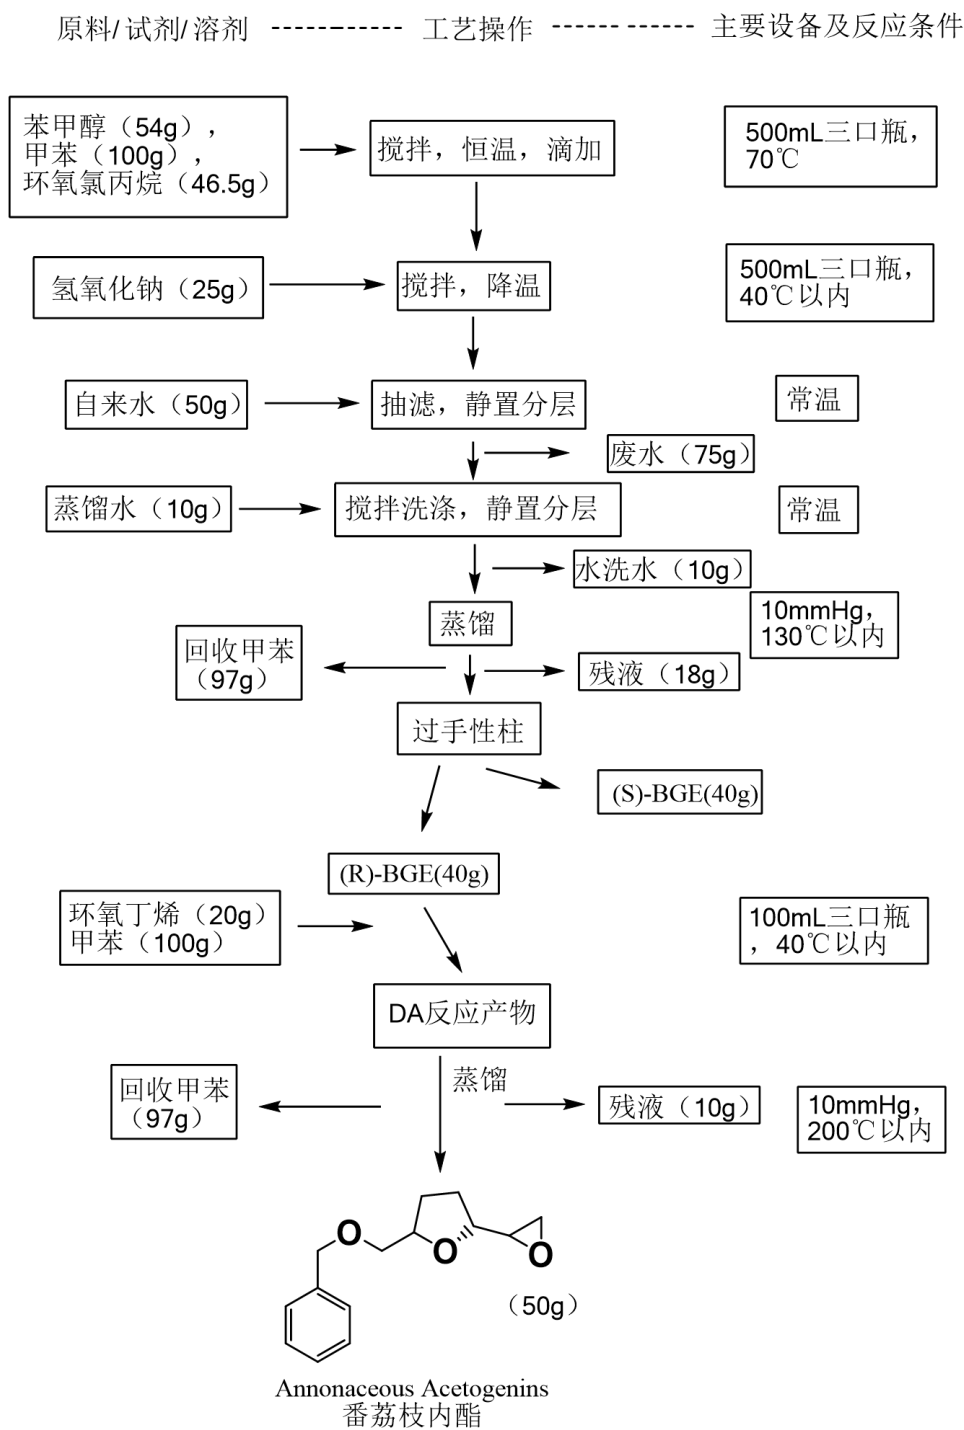 原料/试剂/溶剂 工艺操作 主要设备及反应条件
苯甲醇（54g），
甲苯（100g），
环氧氯丙烷（46.5g）
搅拌，恒温，滴加
500mL三口瓶，
70℃
氢氧化钠（25g）
搅拌，降温
500mL三口瓶，
40℃以内
自来水（50g）
抽滤，静置分层
常温
废水（75g）
蒸馏水（10g）
搅拌洗涤，静置分层
常温
水洗水（10g）
蒸馏
10mmHg，
130℃以内
回收甲苯
（97g）
残液（18g）
过手性柱
(S)-BGE(40g)
(R)-BGE(40g)
环氧丁烯（20g）
甲苯（100g）
100mL三口瓶
，40℃以内
DA反应产物
蒸馏
回收甲苯
（97g）
残液（10g）
10mmHg，
200℃以内
O
O
O
（50g）
Annonaceous Acetogenins
番荔枝内酯